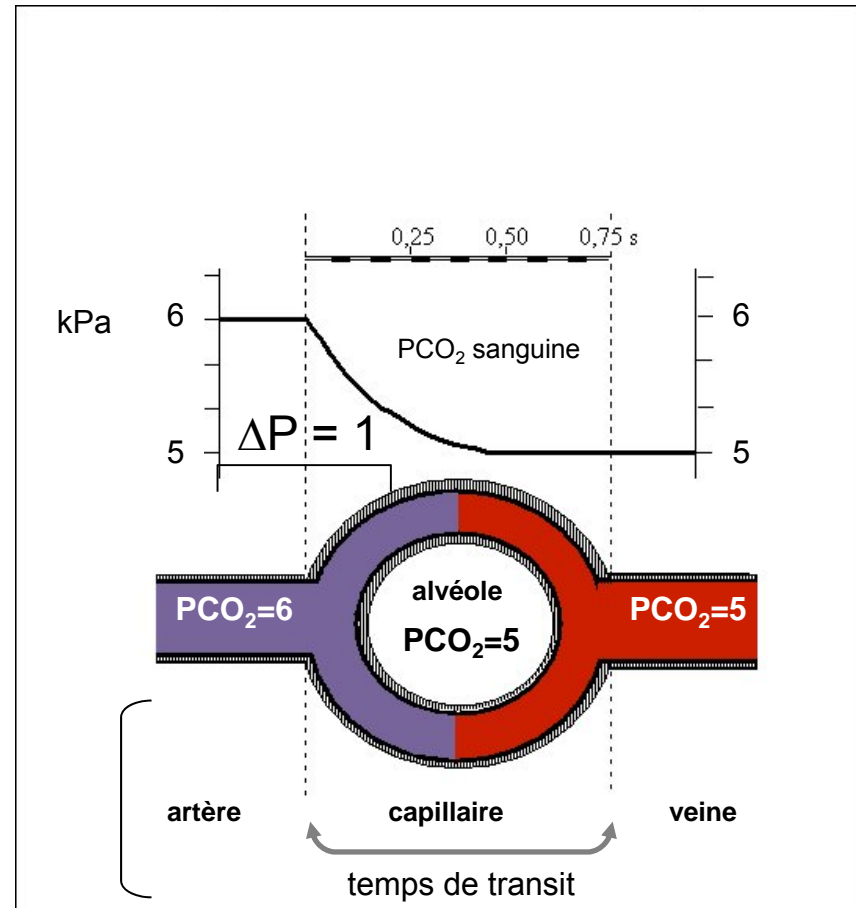 0,25 0,50 0,75 s
kPa 6 6
PCO₂ sanguine
ΔP = 1
5 5
alvéole
PCO₂=6 PCO₂=5
PCO₂=5
artère capillaire veine
temps de transit